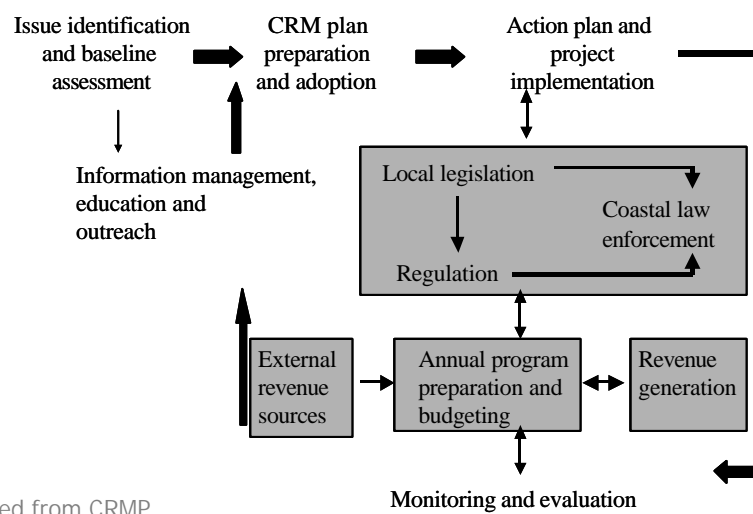 Issue identification
and baseline
assessment
CRM plan
preparation
and adoption
Action plan and
project
implementation
Information management,
education and
outreach
Local legislation
Coastal law
enforcement
Regulation
External
revenue
sources
Annual program
preparation and
budgeting
Revenue
generation
Monitoring and evaluation
ed from CRMP